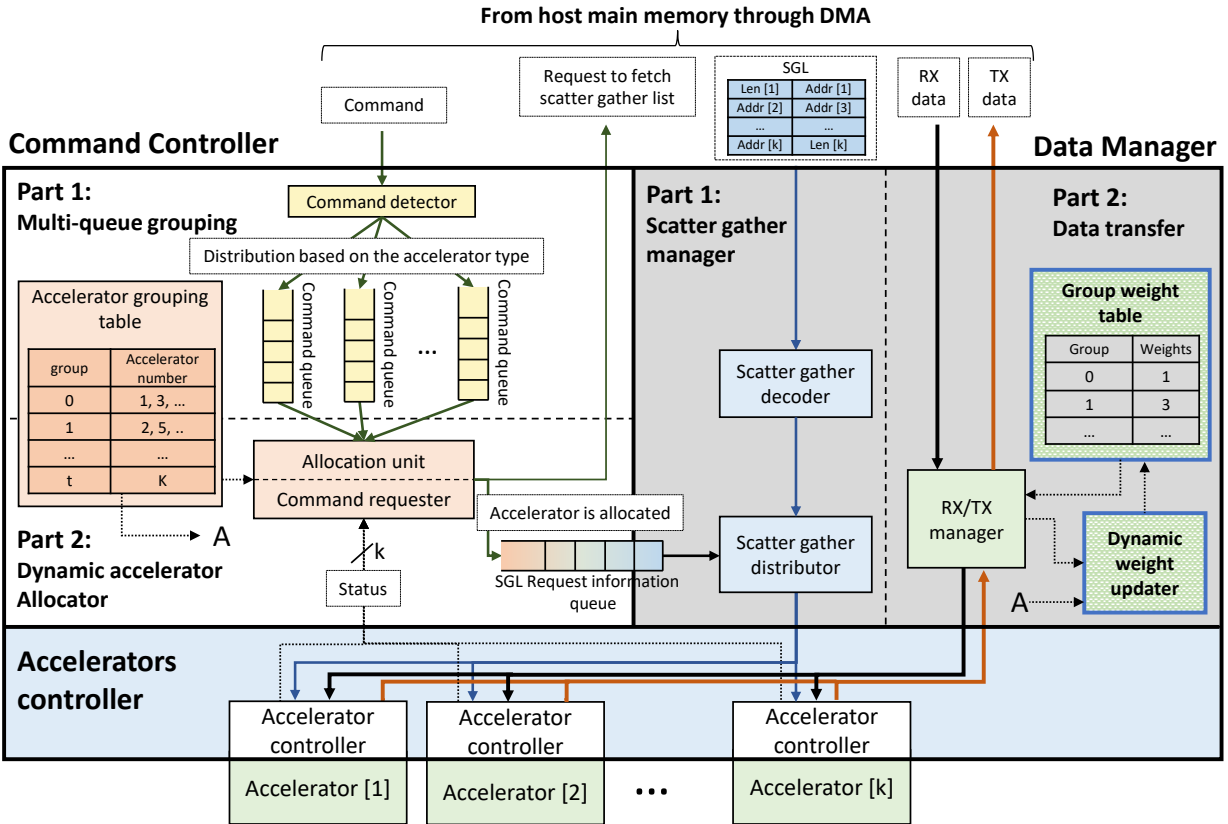 From host main memory through DMA
Command
Request to fetch
scatter gather list
SGL
Len [1] Addr [1]
Addr [2] Addr [3]
... ...
Addr [k] Len [k]
RX
data
TX
data
Command Controller
Data Manager
Part 1:
Multi-queue grouping
Command detector
Distribution based on the accelerator type
Command queue
Command queue
...
Command queue
Accelerator grouping
table
group Accelerator
number
0 1, 3, ...
1 2, 5, ..
... ...
t K
A
Allocation unit
Command requester
Part 2:
Dynamic accelerator
Allocator
k
Status
Accelerator is allocated
SGL Request information
queue
Part 1:
Scatter gather
manager
Scatter gather
decoder
Scatter gather
distributor
Part 2:
Data transfer
Group weight
table
Group Weights
0 1
1 3
... ...
RX/TX
manager
Dynamic
weight
updater
A
Accelerators
controller
Accelerator
controller
Accelerator [1]
Accelerator
controller
Accelerator [2]
...
Accelerator
controller
Accelerator [k]